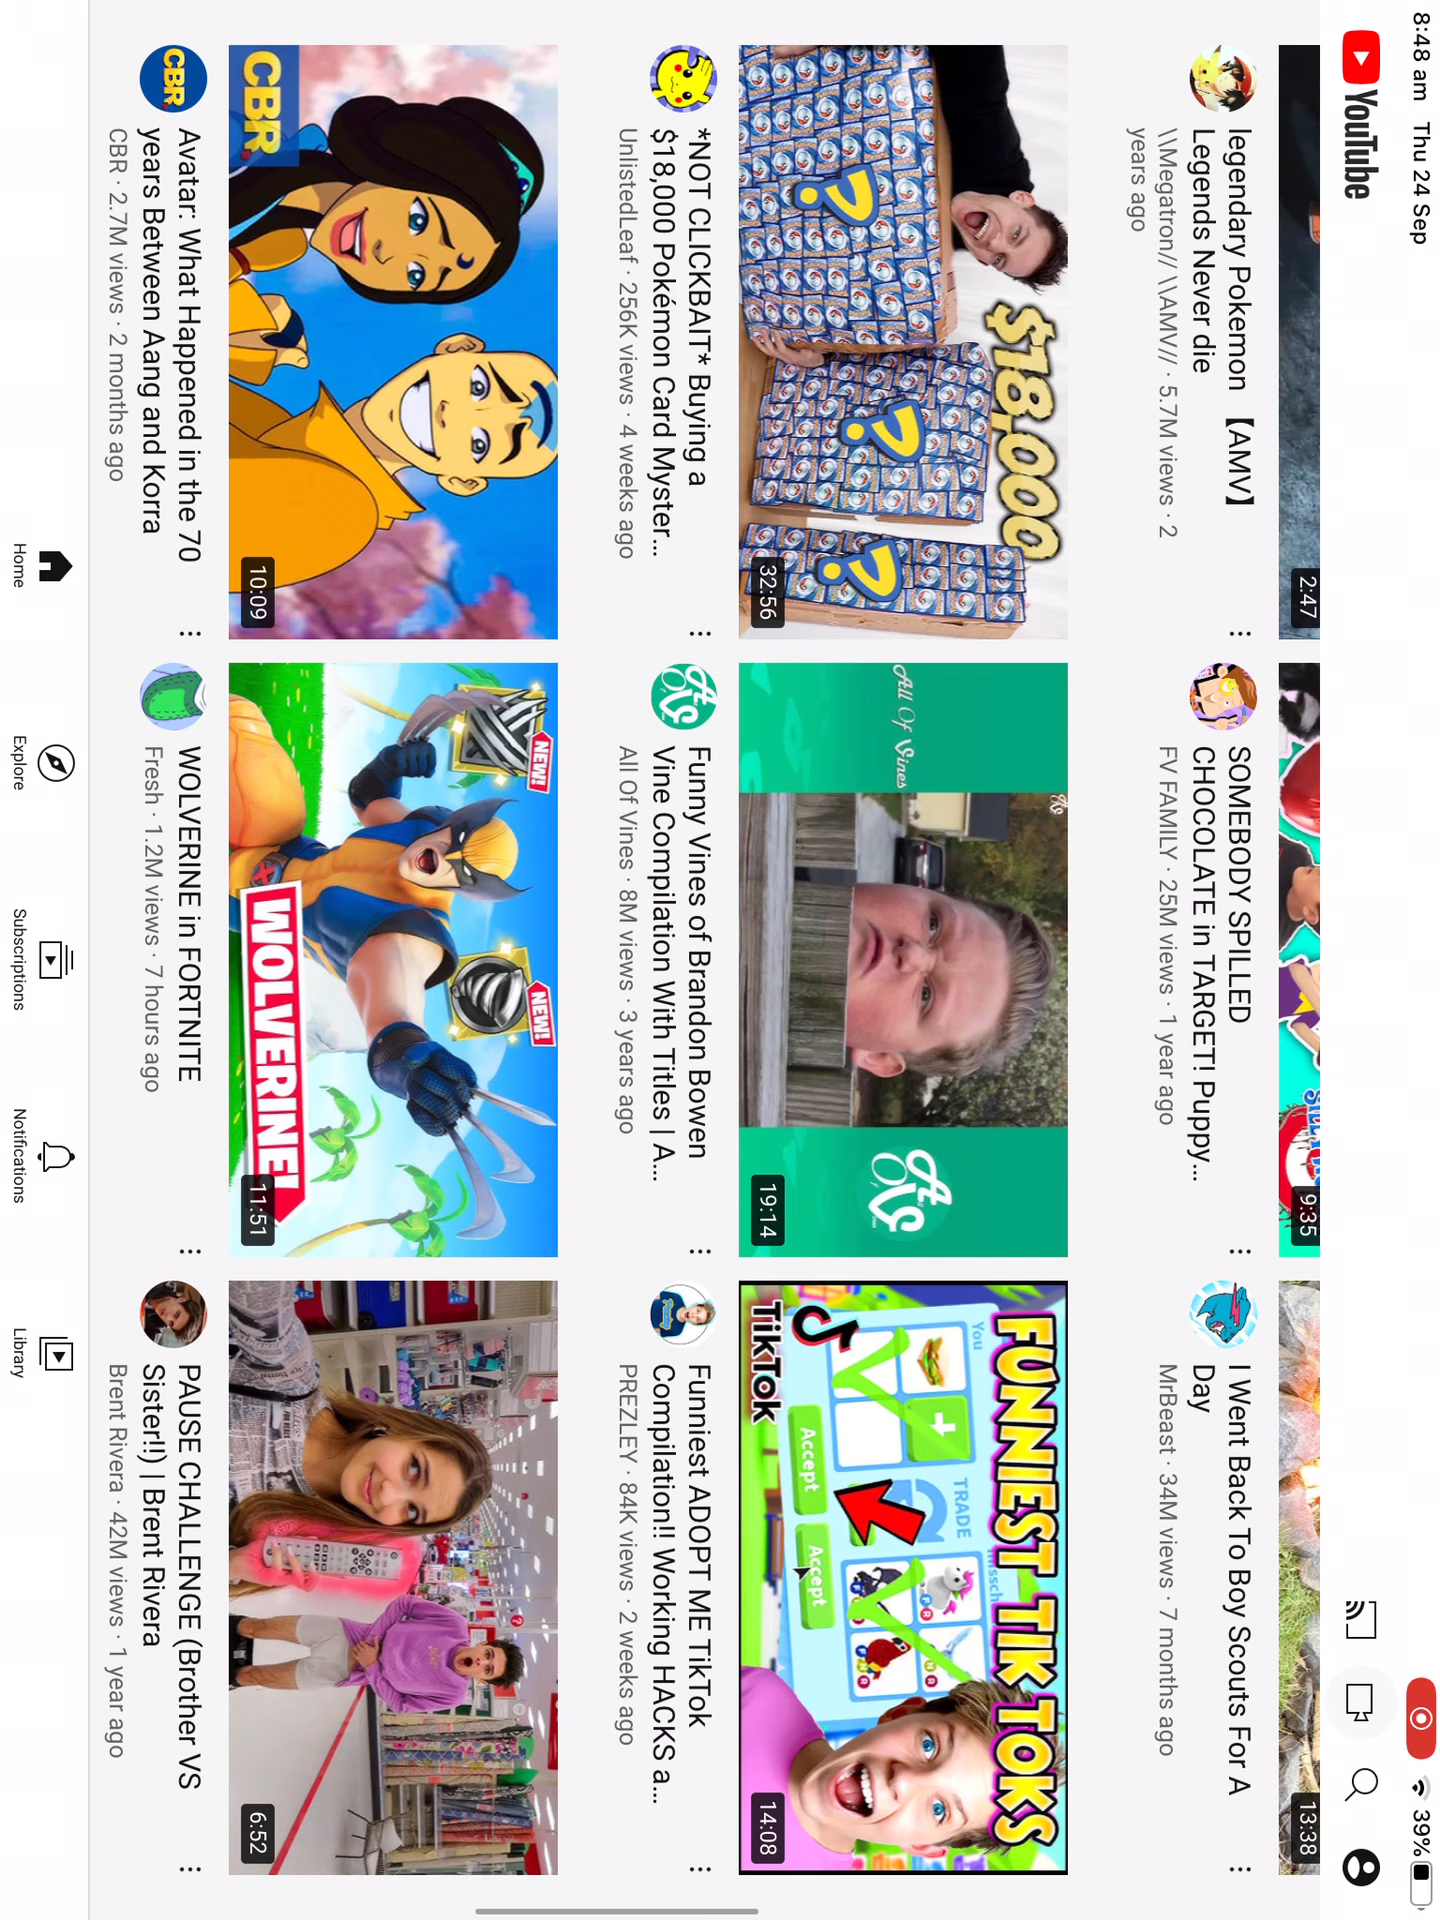 8:48 am Thu 24 Sep
39%
YouTube
2:47
9:35
13:38
legendary Pokemon 【AMV】
Legends Never die
\\Megatron// \\AMV// · 5.7M views · 2
years ago
SOMEBODY SPILLED
CHOCOLATE in TARGET! Puppy...
FV FAMILY · 25M views · 1 year ago
I Went Back To Boy Scouts For A
Day
MrBeast · 34M views · 7 months ago
$18,000
? ? ?
32:56
All Of Vines
19:14
FUNNIEST TIK TOKS
You
TRADE
Accept
Accept
TikTok
14:08
*NOT CLICKBAIT* Buying a
$18,000 Pokémon Card Myster...
UnlistedLeaf · 256K views · 4 weeks ago
Funny Vines of Brandon Bowen
Vine Compilation With Titles | A...
All Of Vines · 8M views · 3 years ago
Funniest ADOPT ME TikTok
Compilation!! Working HACKS a...
PREZLEY · 84K views · 2 weeks ago
CBR
10:09
NEW!
NEW!
WOLVERINE!
11:51
6:52
CBR
Avatar: What Happened in the 70
years Between Aang and Korra
CBR · 2.7M views · 2 months ago
WOLVERINE in FORTNITE
Fresh · 1.2M views · 7 hours ago
PAUSE CHALLENGE (Brother VS
Sister!!) | Brent Rivera
Brent Rivera · 42M views · 1 year ago
Home
Explore
Subscriptions
Notifications
Library